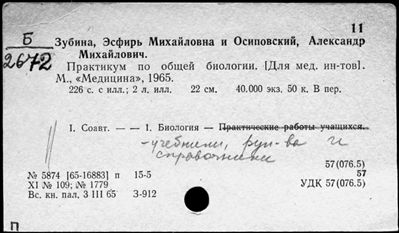 11
Б
2672
Зубина, Эсфирь Михайловна и Осиповский, Александр
Михайлович.
Практикум по общей биологии. [Для мед. ин-тов].
М., «Медицина», 1965.
226 с. с илл.; 2 л. илл. 22 см. 40.000 экз. 50 к. В пер.
I. Соавт. — — 1. Биология — Практические работы учащихся.
- учебники, рук-ва и
справочники
57(076.5)
№ 5874 [65-16883] п 15-5 57
XI № 109; № 1779 УДК 57(076.5)
Вс. кн. пал. 3 III 65 З-912
П